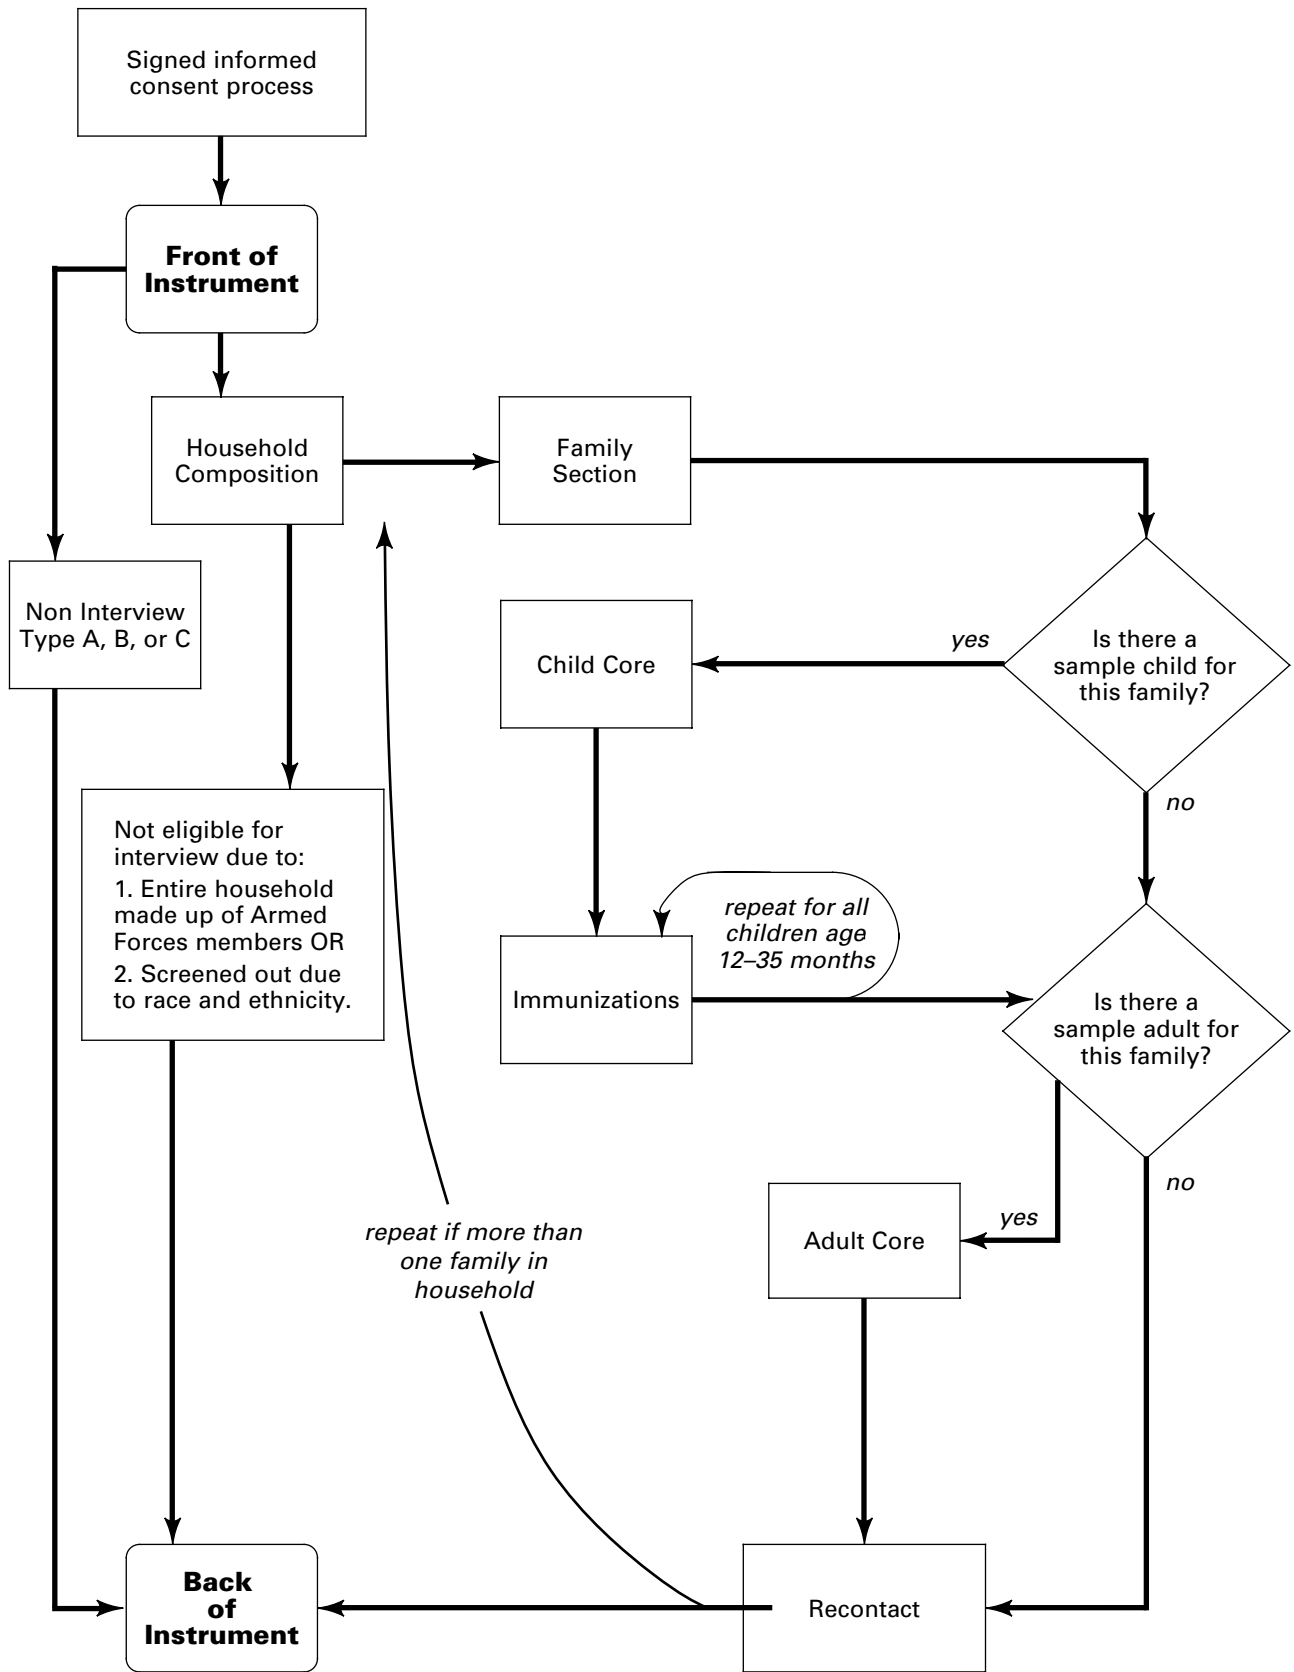 Signed informed
consent process
Front of
Instrument
Household
Composition
Family
Section
Non Interview
Type A, B, or C
Child Core
yes
Is there a
sample child for
this family?
no
Not eligible for
interview due to:
1. Entire household
made up of Armed
Forces members OR
2. Screened out due
to race and ethnicity.
repeat for all
children age
12–35 months
Immunizations
Is there a
sample adult for
this family?
no
yes
Adult Core
repeat if more than
one family in
household
Back
of
Instrument
Recontact